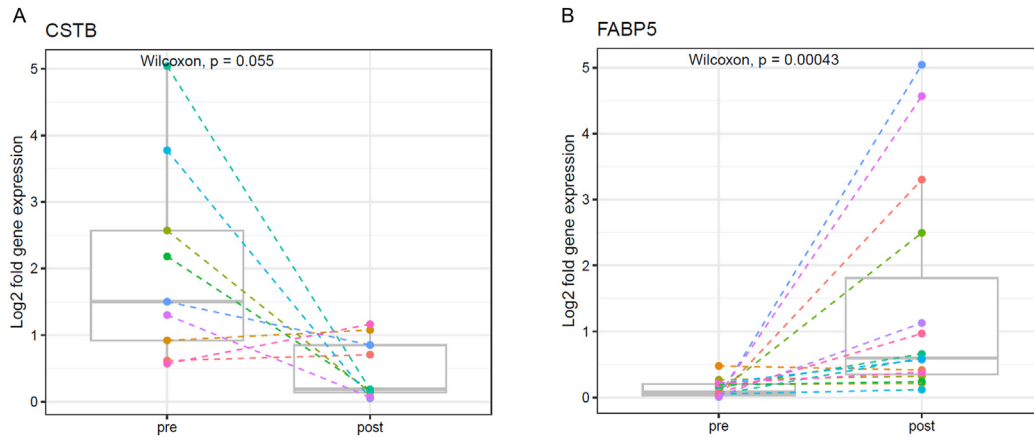 A
CSTB
Wilcoxon, p = 0.055
Log2 fold gene expression
5
4
3
2
1
0
pre
post
B
FABP5
Wilcoxon, p = 0.00043
Log2 fold gene expression
5
4
3
2
1
0
pre
post